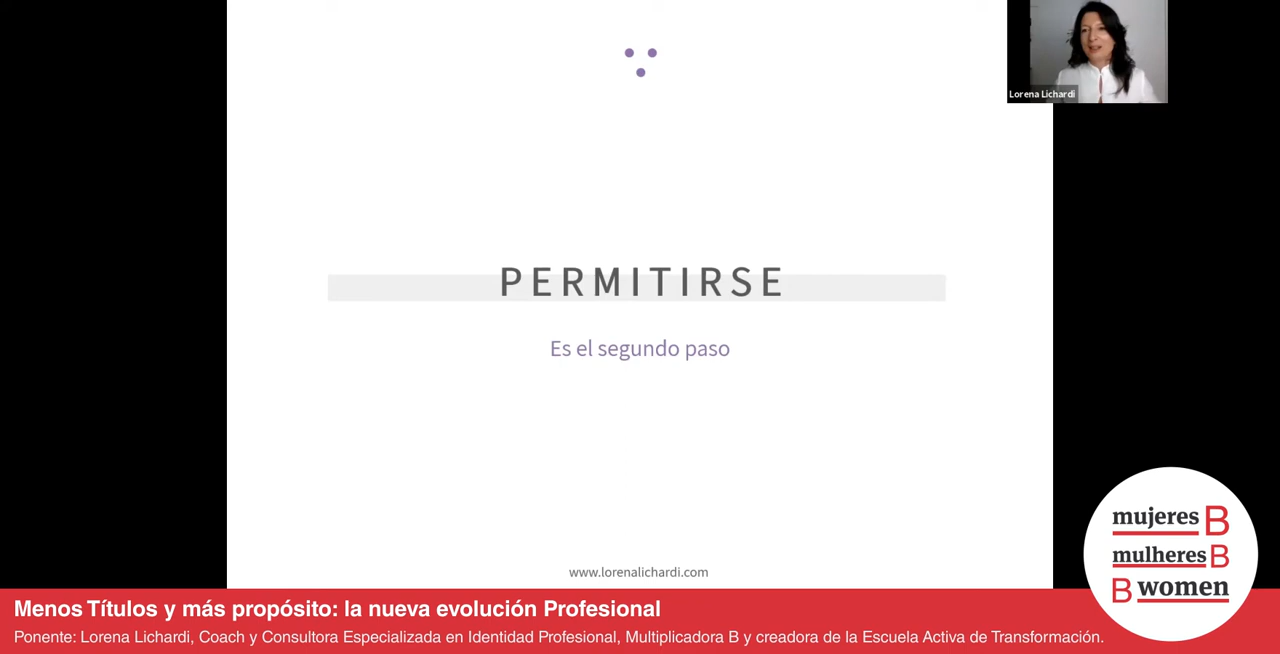 Lorena Lichardi
PERMITIRSE
Es el segundo paso
www.lorenalichardi.com
mujeres B
mulheres B
B women
Menos Títulos y más propósito: la nueva evolución Profesional
Ponente: Lorena Lichardi, Coach y Consultora Especializada en Identidad Profesional, Multiplicadora B y creadora de la Escuela Activa de Transformación.